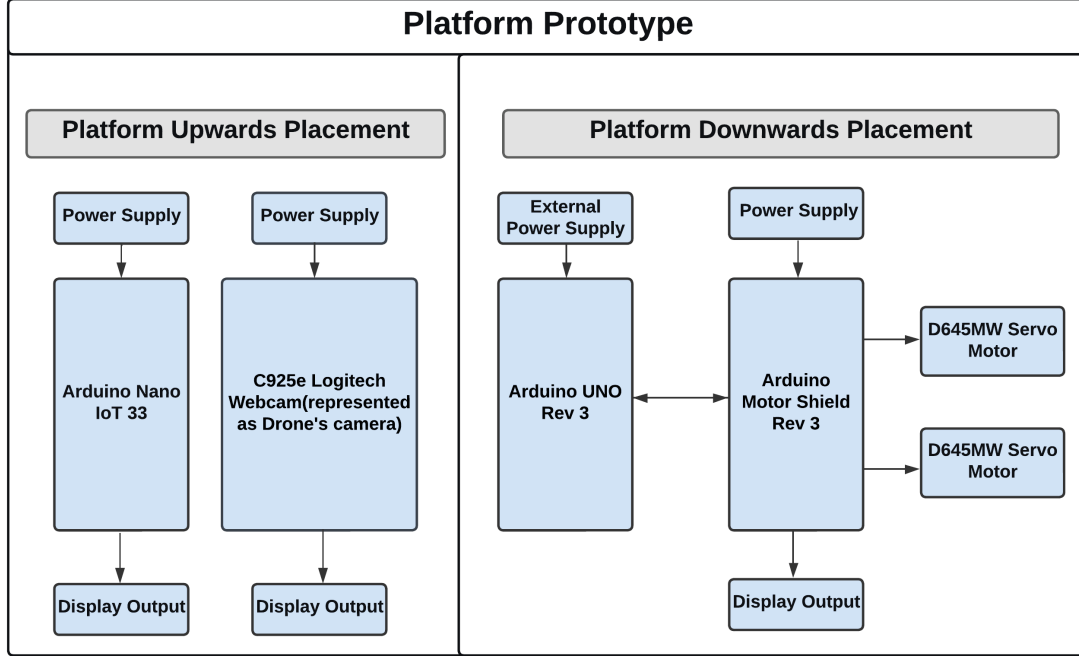 Platform Prototype
Platform Upwards Placement
Platform Downwards Placement
Power Supply
Power Supply
External
Power Supply
Power Supply
Arduino Nano
IoT 33
C925e Logitech
Webcam(represented
as Drone's camera)
Arduino UNO
Rev 3
Arduino
Motor Shield
Rev 3
D645MW Servo
Motor
D645MW Servo
Motor
Display Output
Display Output
Display Output